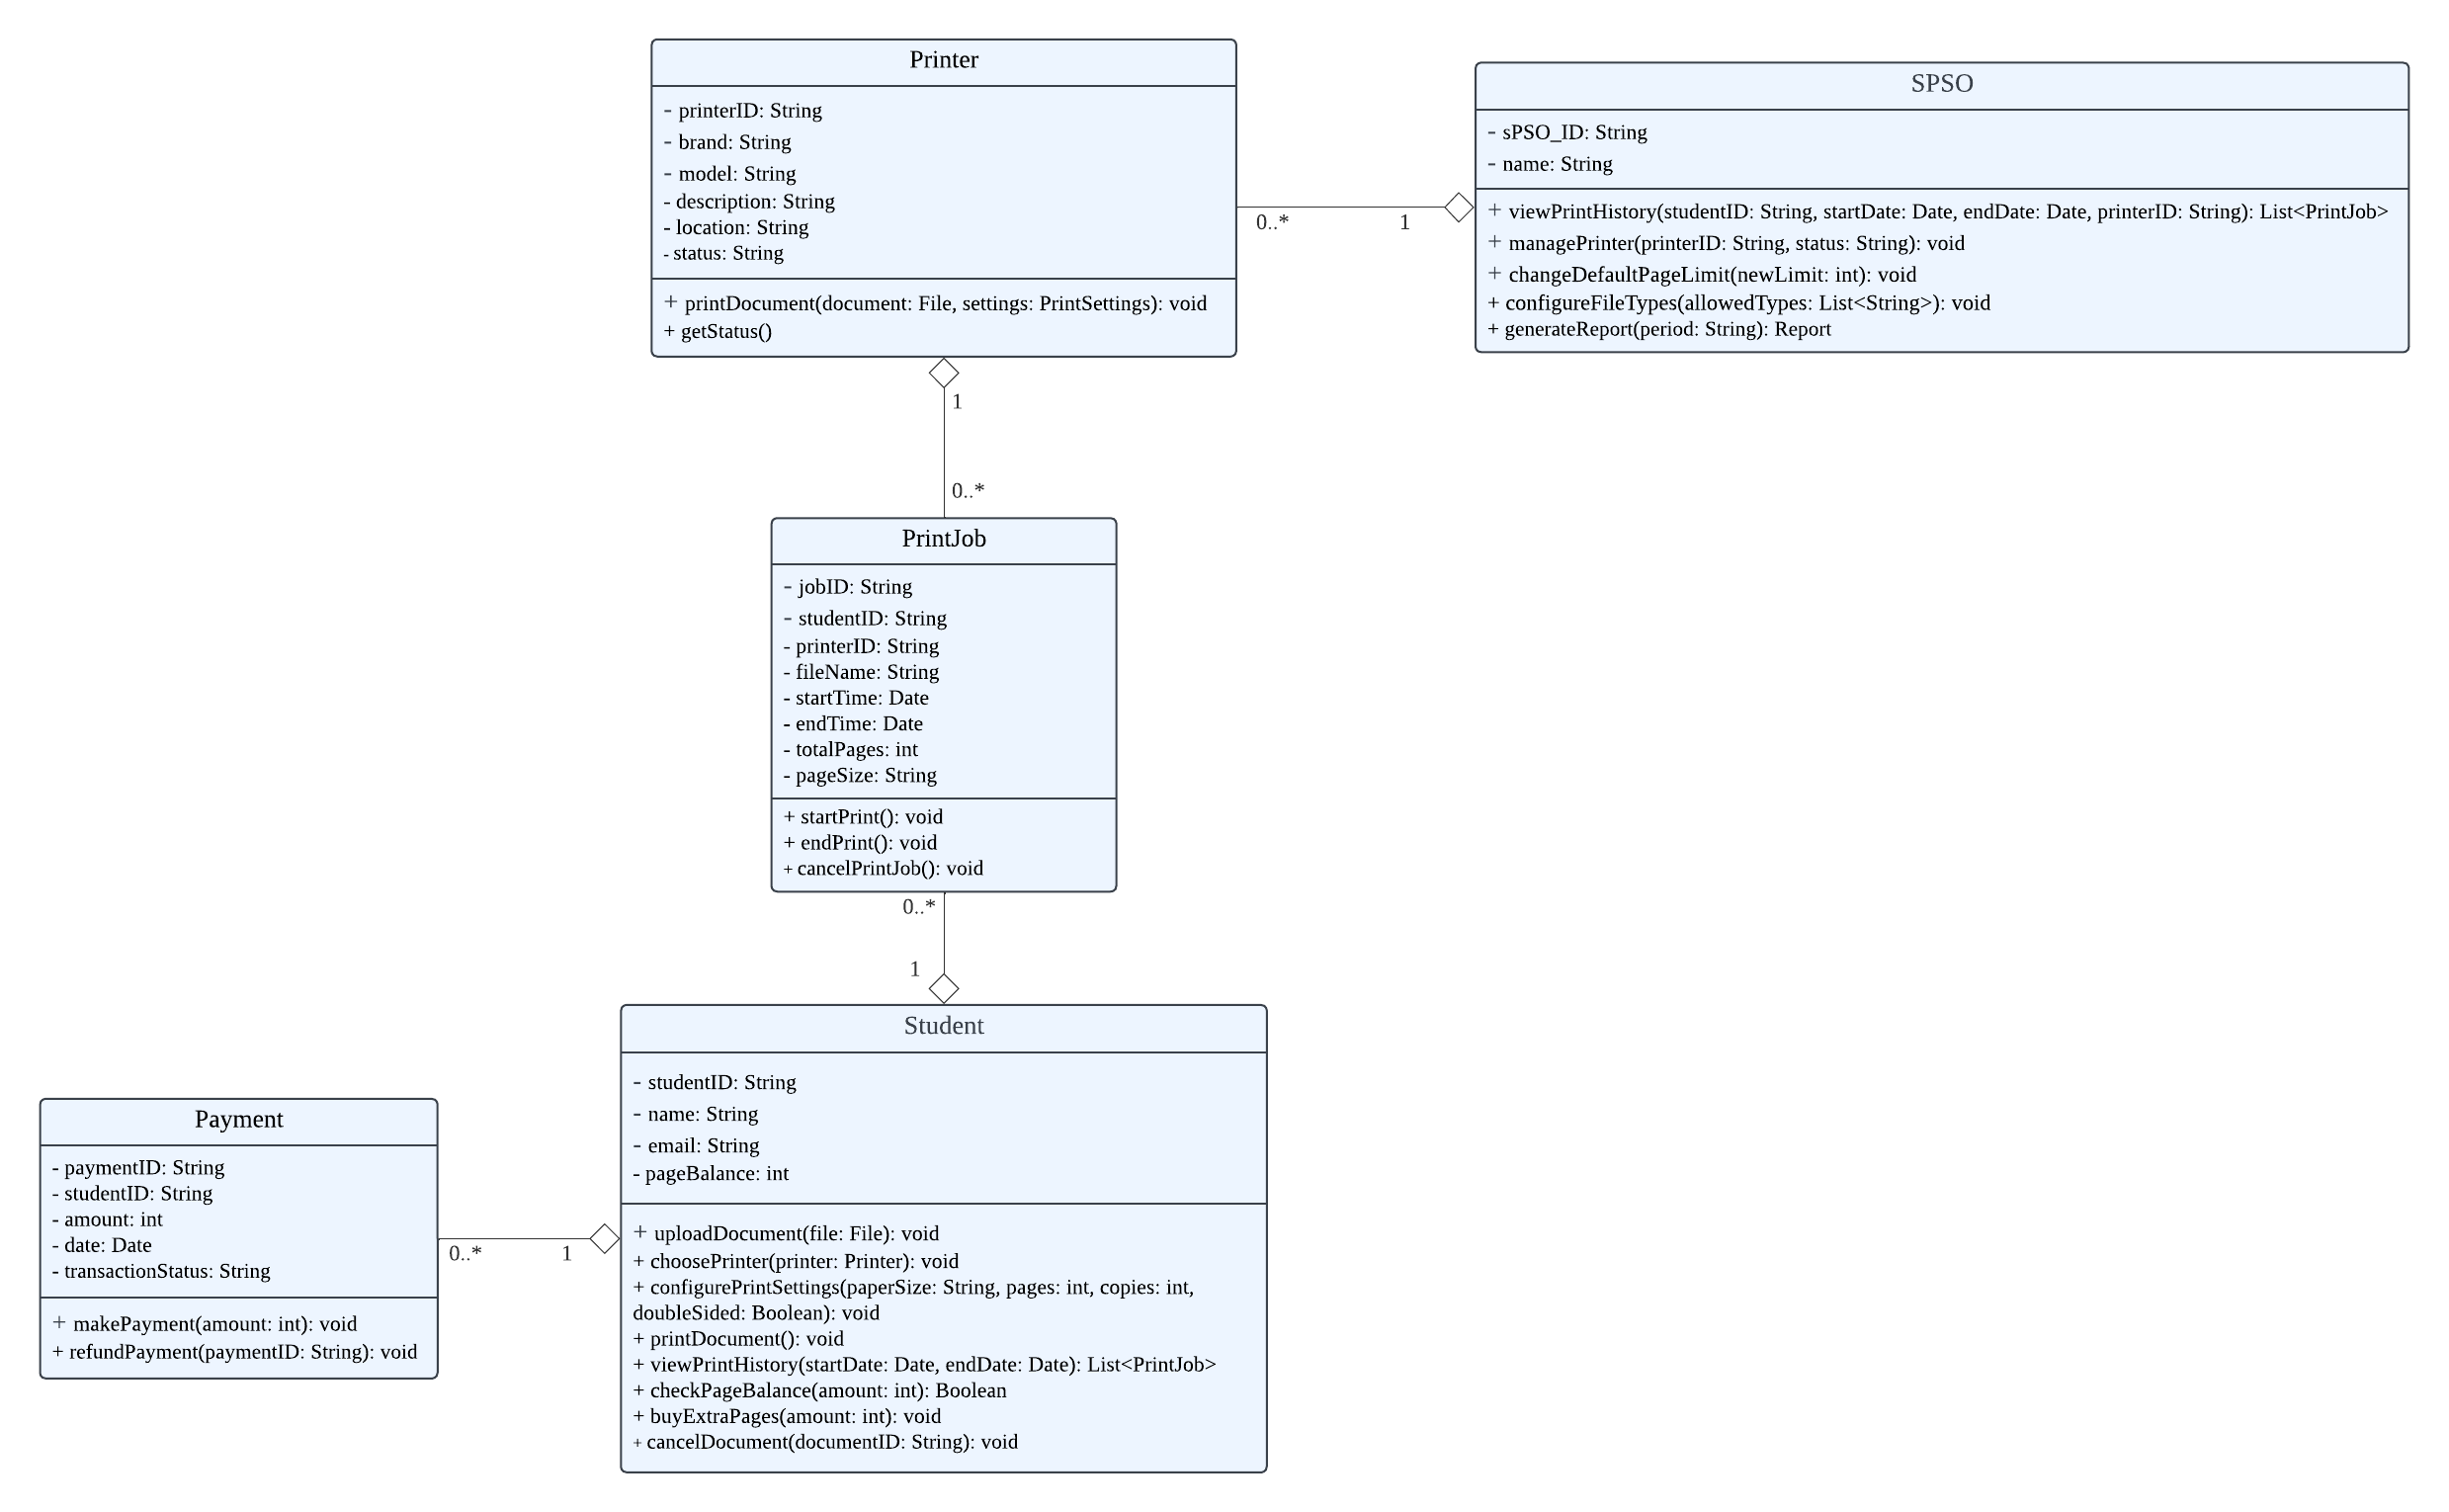 Printer
- printerID: String
- brand: String
- model: String
- description: String
- location: String
- status: String
+ printDocument(document: File, settings: PrintSettings): void
+ getStatus()
SPSO
- sPSO_ID: String
- name: String
+ viewPrintHistory(studentID: String, startDate: Date, endDate: Date, printerID: String): List<PrintJob>
+ managePrinter(printerID: String, status: String): void
+ changeDefaultPageLimit(newLimit: int): void
+ configureFileTypes(allowedTypes: List<String>): void
+ generateReport(period: String): Report
0..*
1
1
0..*
PrintJob
- jobID: String
- studentID: String
- printerID: String
- fileName: String
- startTime: Date
- endTime: Date
- totalPages: int
- pageSize: String
+ startPrint(): void
+ endPrint(): void
+ cancelPrintJob(): void
0..*
1
Student
- studentID: String
- name: String
- email: String
- pageBalance: int
+ uploadDocument(file: File): void
+ choosePrinter(printer: Printer): void
+ configurePrintSettings(paperSize: String, pages: int, copies: int,
doubleSided: Boolean): void
+ printDocument(): void
+ viewPrintHistory(startDate: Date, endDate: Date): List<PrintJob>
+ checkPageBalance(amount: int): Boolean
+ buyExtraPages(amount: int): void
+ cancelDocument(documentID: String): void
Payment
- paymentID: String
- studentID: String
- amount: int
- date: Date
- transactionStatus: String
+ makePayment(amount: int): void
+ refundPayment(paymentID: String): void
0..*
1